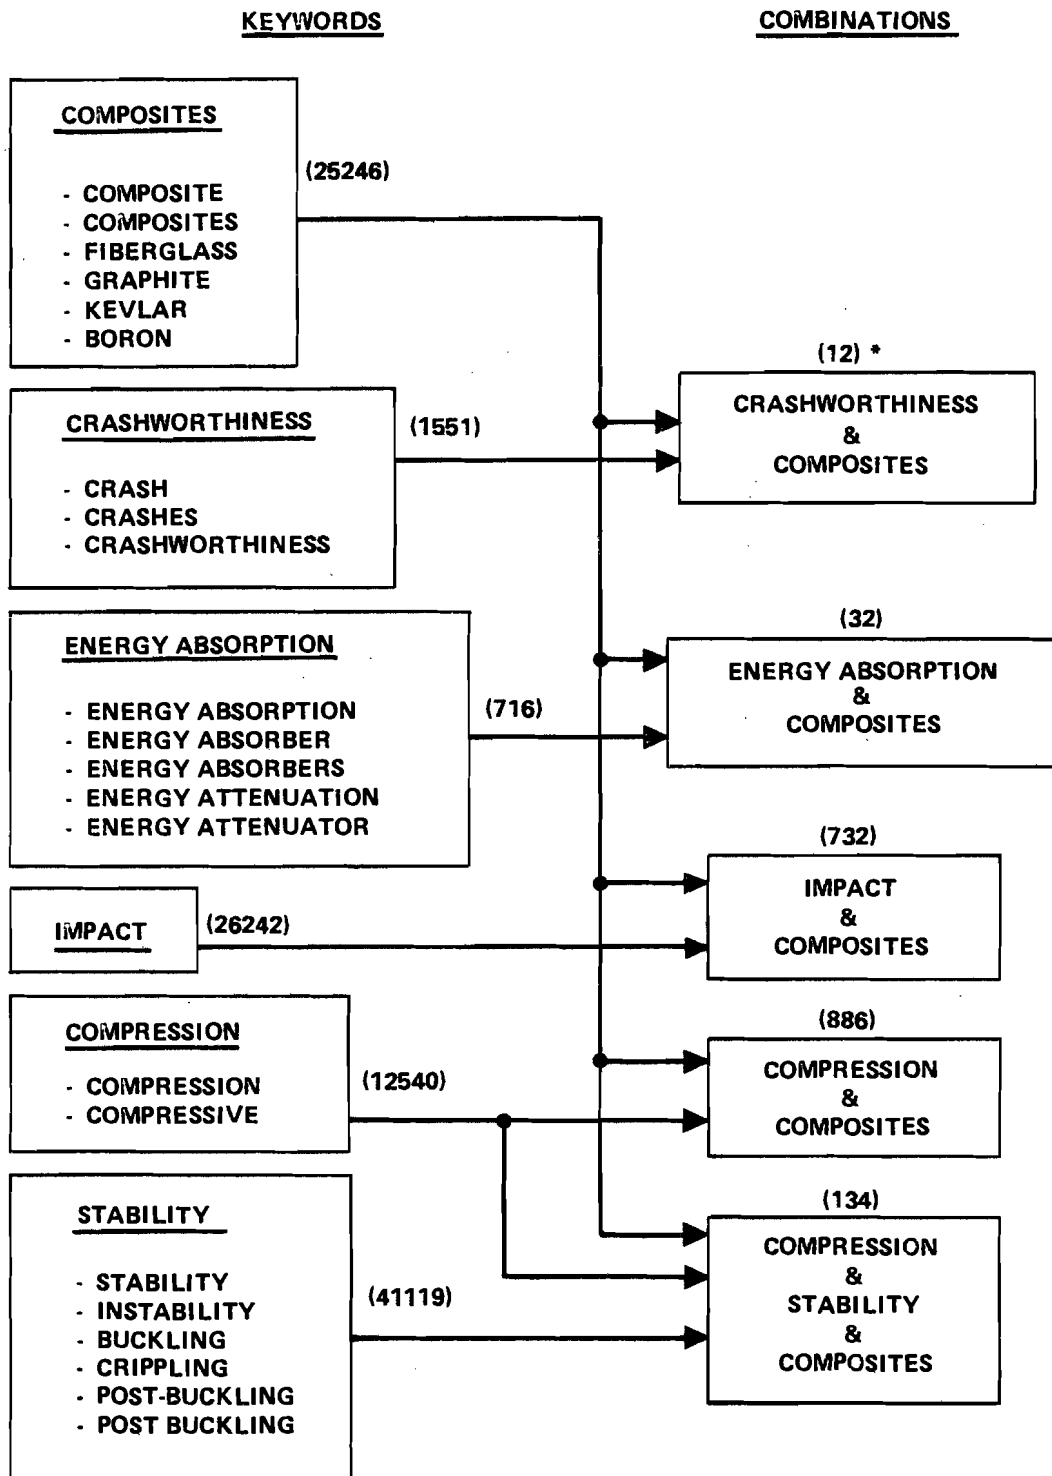 KEYWORDS
COMBINATIONS
COMPOSITES
- COMPOSITE
- COMPOSITES
- FIBERGLASS
- GRAPHITE
- KEVLAR
- BORON
(25246)
CRASHWORTHINESS
- CRASH
- CRASHES
- CRASHWORTHINESS
(1551)
(12) *
CRASHWORTHINESS
&
COMPOSITES
ENERGY ABSORPTION
- ENERGY ABSORPTION
- ENERGY ABSORBER
- ENERGY ABSORBERS
- ENERGY ATTENUATION
- ENERGY ATTENUATOR
(716)
(32)
ENERGY ABSORPTION
&
COMPOSITES
IMPACT
(26242)
(732)
IMPACT
&
COMPOSITES
COMPRESSION
- COMPRESSION
- COMPRESSIVE
(12540)
(886)
COMPRESSION
&
COMPOSITES
STABILITY
- STABILITY
- INSTABILITY
- BUCKLING
- CRIPPLING
- POST-BUCKLING
- POST BUCKLING
(41119)
(134)
COMPRESSION
&
STABILITY
&
COMPOSITES